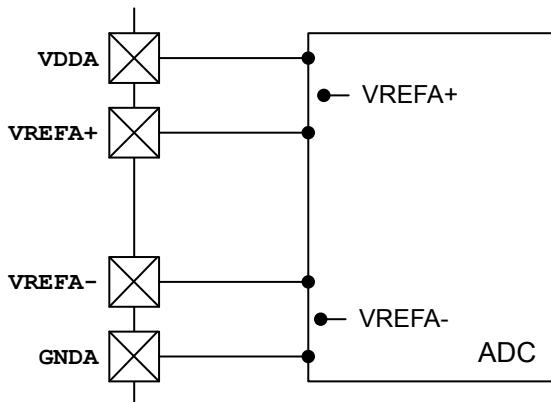 VDDA
VREFA+
VREFA+
VREFA-
VREFA-
GNDA
ADC